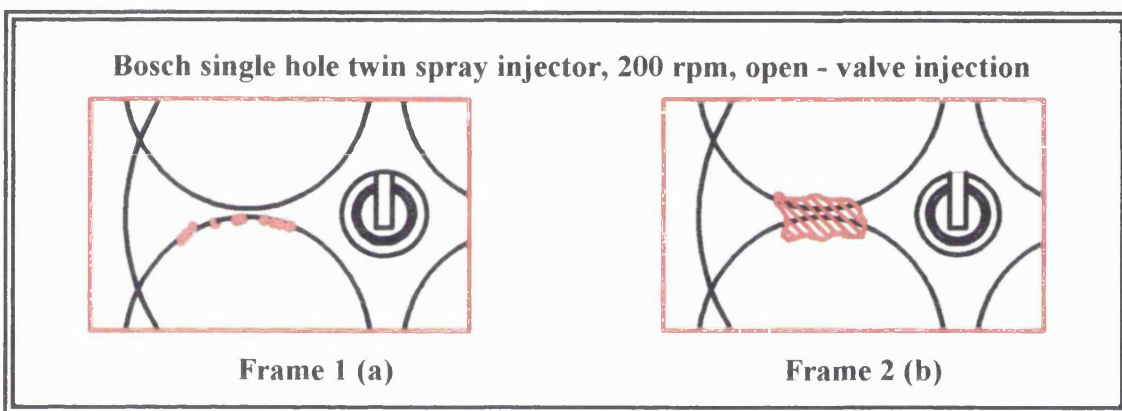 Bosch single hole twin spray injector, 200 rpm, open - valve injection
Frame 1 (a)
Frame 2 (b)